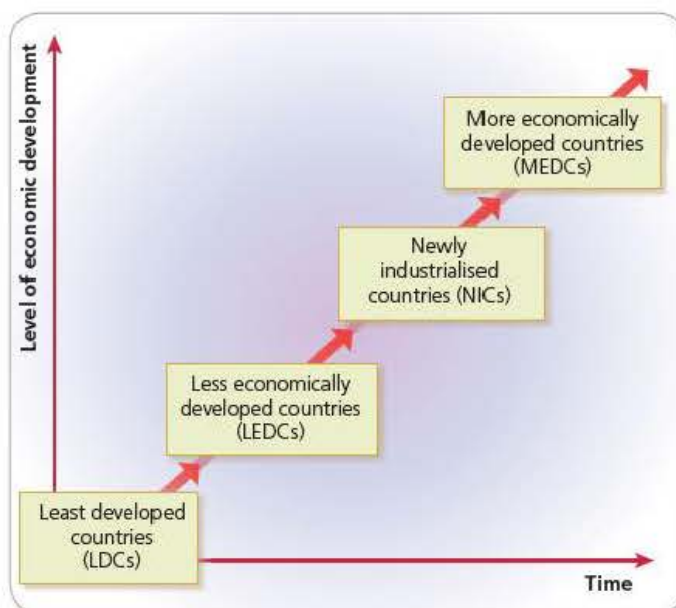 Level of economic development
More economically
developed countries
(MEDCs)
Newly
industrialised
countries (NICs)
Less economically
developed countries
(LEDCs)
Least developed
countries
(LDCs)
Time